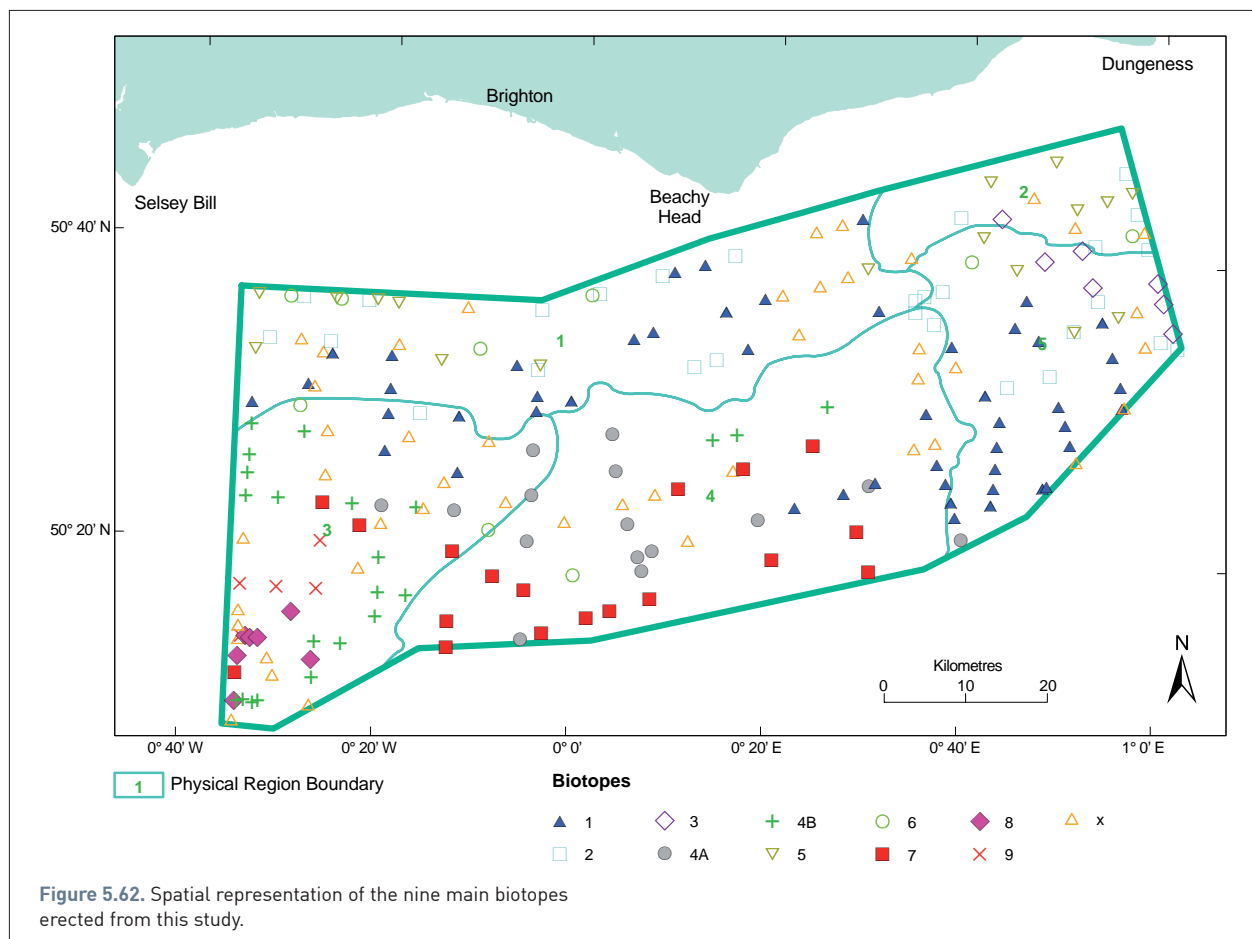 Dungeness
Brighton
Selsey Bill
Beachy
Head
50° 40' N
50° 20' N
2
1
5
4
3
N
Kilometres
0 10 20
0° 40' W 0° 20' W 0° 0' 0° 20' E 0° 40' E 1° 0' E
1 Physical Region Boundary
Biotopes
1 3 4B 6 8 x
2 4A 5 7 9
Figure 5.62. Spatial representation of the nine main biotopes
erected from this study.